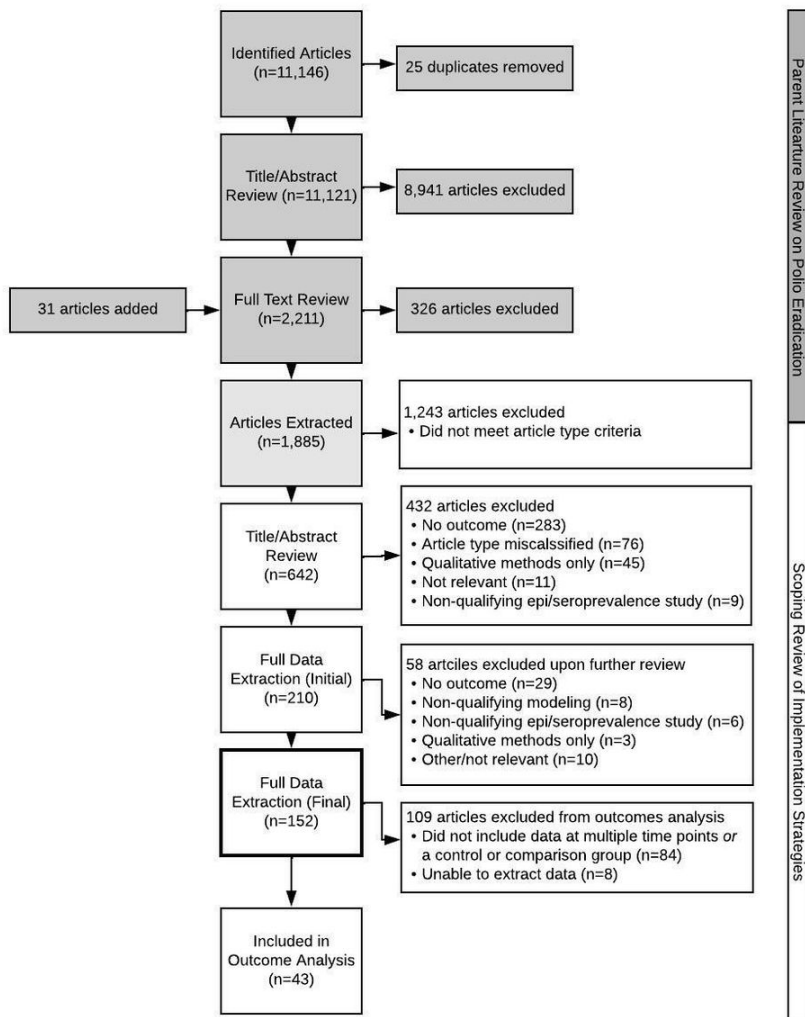 Identified Articles
(n=11,146)
25 duplicates removed
Title/Abstract
Review (n=11,121)
8,941 articles excluded
31 articles added
Full Text Review
(n=2,211)
326 articles excluded
Articles Extracted
(n=1,885)
1,243 articles excluded
• Did not meet article type criteria
Title/Abstract
Review
(n=642)
432 articles excluded
• No outcome (n=283)
• Article type miscalssified (n=76)
• Qualitative methods only (n=45)
• Not relevant (n=11)
• Non-qualifying epi/seroprevalence study (n=9)
Full Data
Extraction (Initial)
(n=210)
58 artciles excluded upon further review
• No outcome (n=29)
• Non-qualifying modeling (n=8)
• Non-qualifying epi/seroprevalence study (n=6)
• Qualitative methods only (n=3)
• Other/not relevant (n=10)
Full Data
Extraction (Final)
(n=152)
109 articles excluded from outcomes analysis
• Did not include data at multiple time points or
a control or comparison group (n=84)
• Unable to extract data (n=8)
Included in
Outcome Analysis
(n=43)
Parent Litearture Review on Polio Eradication
Scoping Review of Implementation Strategies